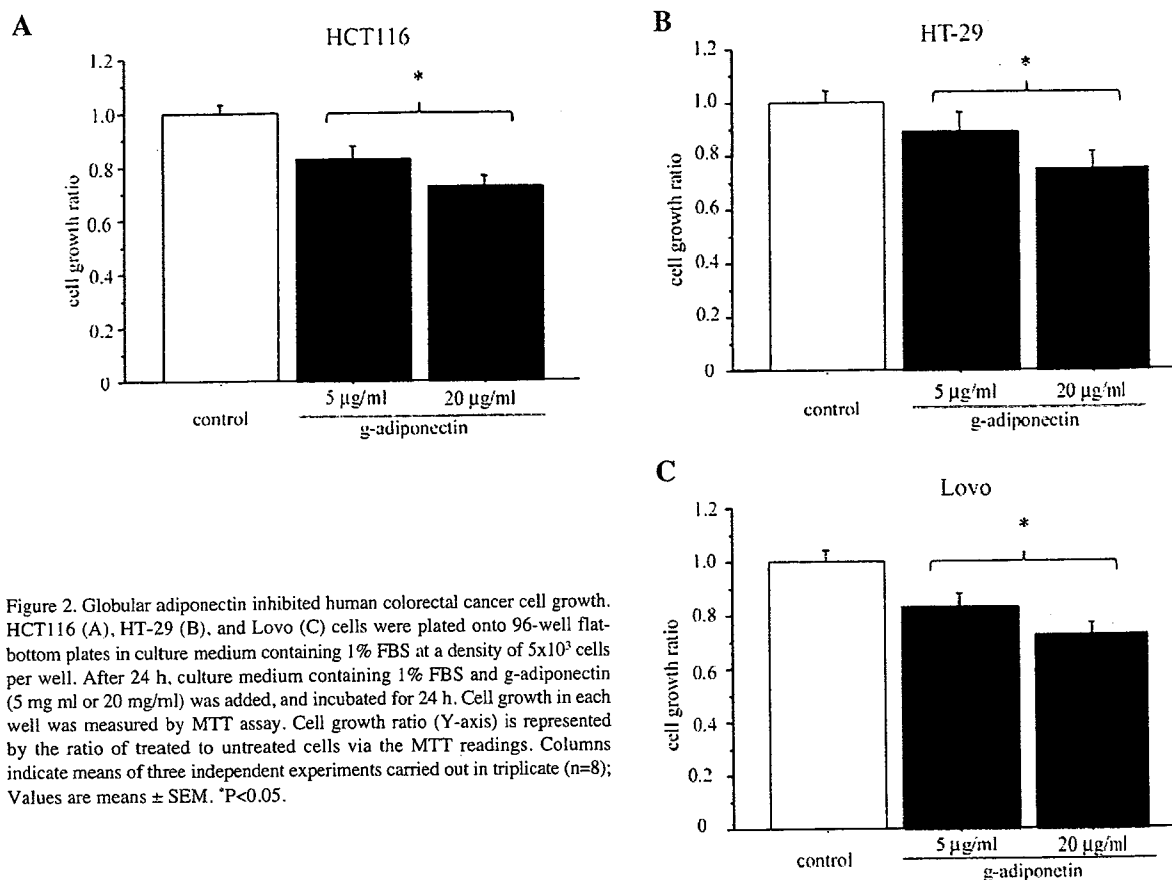 A
HCT116
*
1.2
1.0
0.8
0.6
0.4
0.2
0
cell growth ratio
control
5 µg/ml
20 µg/ml
g-adiponectin
B
HT-29
*
1.2
1.0
0.8
0.6
0.4
0.2
0
cell growth ratio
control
5 µg/ml
20 µg/ml
g-adiponectin
C
Lovo
*
1.2
1.0
0.8
0.6
0.4
0.2
0
cell growth ratio
control
5 µg/ml
20 µg/ml
g-adiponectin
Figure 2. Globular adiponectin inhibited human colorectal cancer cell growth.
HCT116 (A), HT-29 (B), and Lovo (C) cells were plated onto 96-well flat-
bottom plates in culture medium containing 1% FBS at a density of 5x10³ cells
per well. After 24 h, culture medium containing 1% FBS and g-adiponectin
(5 mg ml or 20 mg/ml) was added, and incubated for 24 h. Cell growth in each
well was measured by MTT assay. Cell growth ratio (Y-axis) is represented
by the ratio of treated to untreated cells via the MTT readings. Columns
indicate means of three independent experiments carried out in triplicate (n=8);
Values are means ± SEM. *P<0.05.